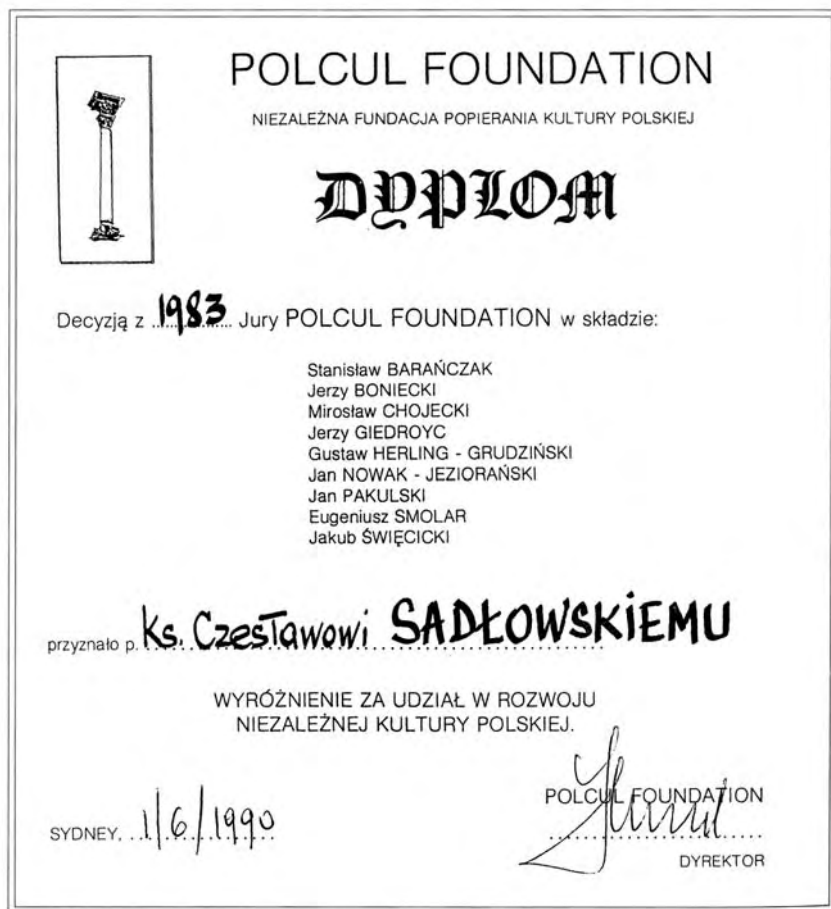 POLCUL FOUNDATION
NIEZALEŻNA FUNDACJA POPIERANIA KULTURY POLSKIEJ
DYPLOM
Decyzją z 1983 Jury POLCUL FOUNDATION w składzie:
Stanisław BARAŃCZAK
Jerzy BONIECKI
Mirosław CHOJECKI
Jerzy GIEDROYC
Gustaw HERLING - GRUDZIŃSKI
Jan NOWAK - JEZIORAŃSKI
Jan PAKULSKI
Eugeniusz SMOLAR
Jakub ŚWIĘCICKI
przyznało p. Ks. Czesławowi SADŁOWSKIEMU
WYRÓŻNIENIE ZA UDZIAŁ W ROZWOJU
NIEZALEŻNEJ KULTURY POLSKIEJ.
SYDNEY, 1/6/1990
POLCUL FOUNDATION
DYREKTOR